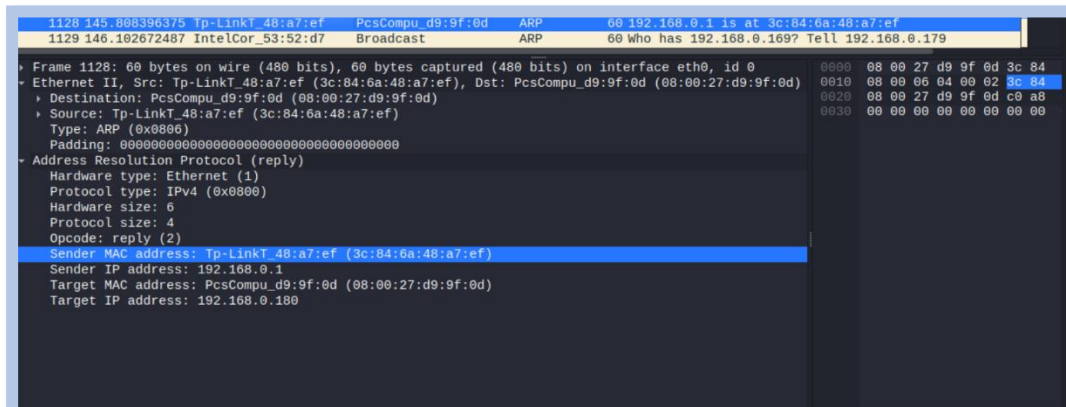 1128 145.808396375 Tp-LinkT_48:a7:ef PcsCompu_d9:9f:0d ARP 60 192.168.0.1 is at 3c:84:6a:48:a7:ef
1129 146.102672487 IntelCor_53:52:d7 Broadcast ARP 60 Who has 192.168.0.169? Tell 192.168.0.179
Frame 1128: 60 bytes on wire (480 bits), 60 bytes captured (480 bits) on interface eth0, id 0
Ethernet II, Src: Tp-LinkT_48:a7:ef (3c:84:6a:48:a7:ef), Dst: PcsCompu_d9:9f:0d (08:00:27:d9:9f:0d)
Destination: PcsCompu_d9:9f:0d (08:00:27:d9:9f:0d)
Source: Tp-LinkT_48:a7:ef (3c:84:6a:48:a7:ef)
Type: ARP (0x0806)
Padding: 000000000000000000000000000000000000
Address Resolution Protocol (reply)
Hardware type: Ethernet (1)
Protocol type: IPv4 (0x0800)
Hardware size: 6
Protocol size: 4
Opcode: reply (2)
Sender MAC address: Tp-LinkT_48:a7:ef (3c:84:6a:48:a7:ef)
Sender IP address: 192.168.0.1
Target MAC address: PcsCompu_d9:9f:0d (08:00:27:d9:9f:0d)
Target IP address: 192.168.0.180
0000 08 00 27 d9 9f 0d 3c 84
0010 08 00 06 04 00 02 3c 84
0020 08 00 27 d9 9f 0d c0 a8
0030 00 00 00 00 00 00 00 00